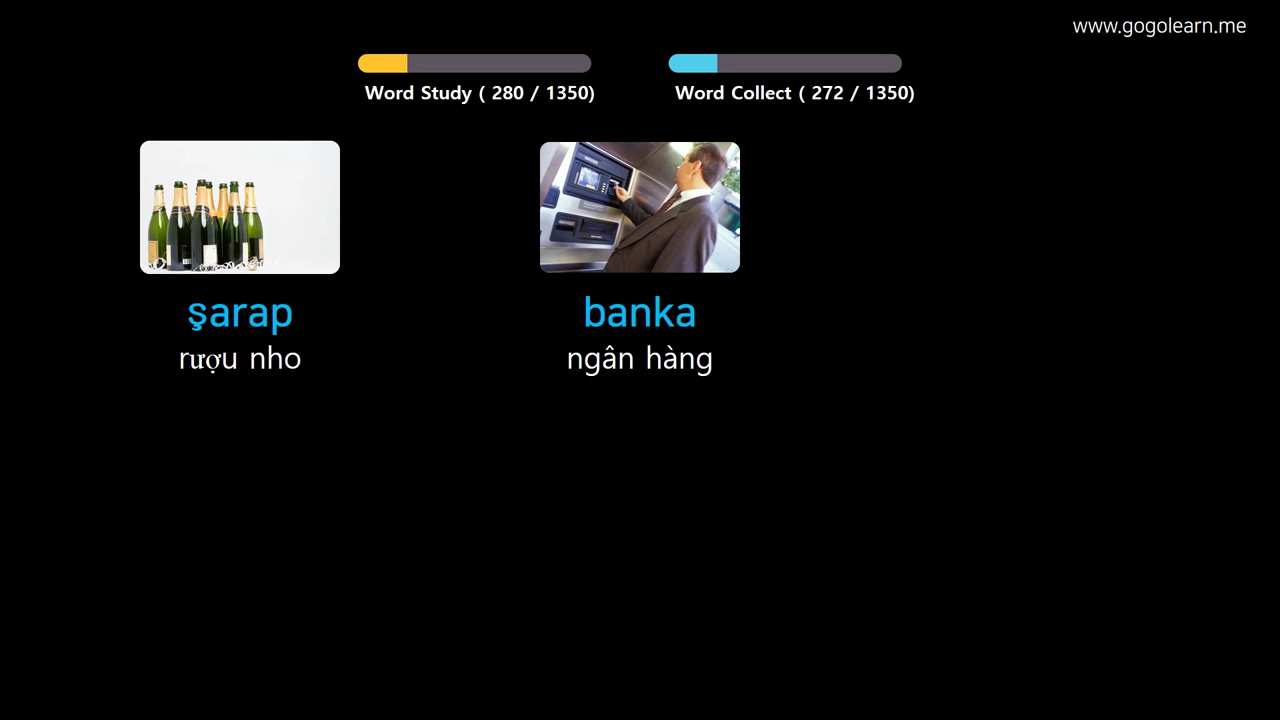 www.gogolearn.me
Word Study ( 280 / 1350)
Word Collect ( 272 / 1350)
şarap
rượu nho
banka
ngân hàng